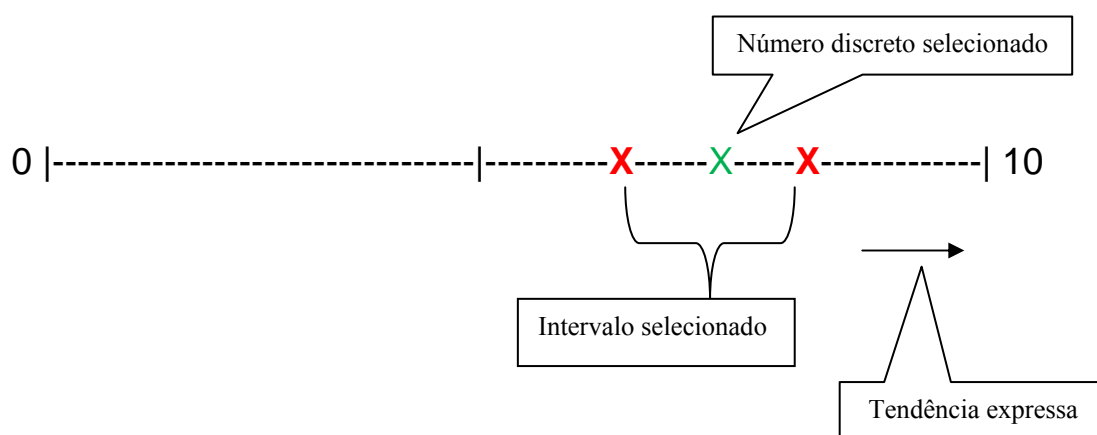 Número discreto selecionado
0 |-----------------------------|---------X------X----X-----------| 10
Intervalo selecionado
Tendência expressa